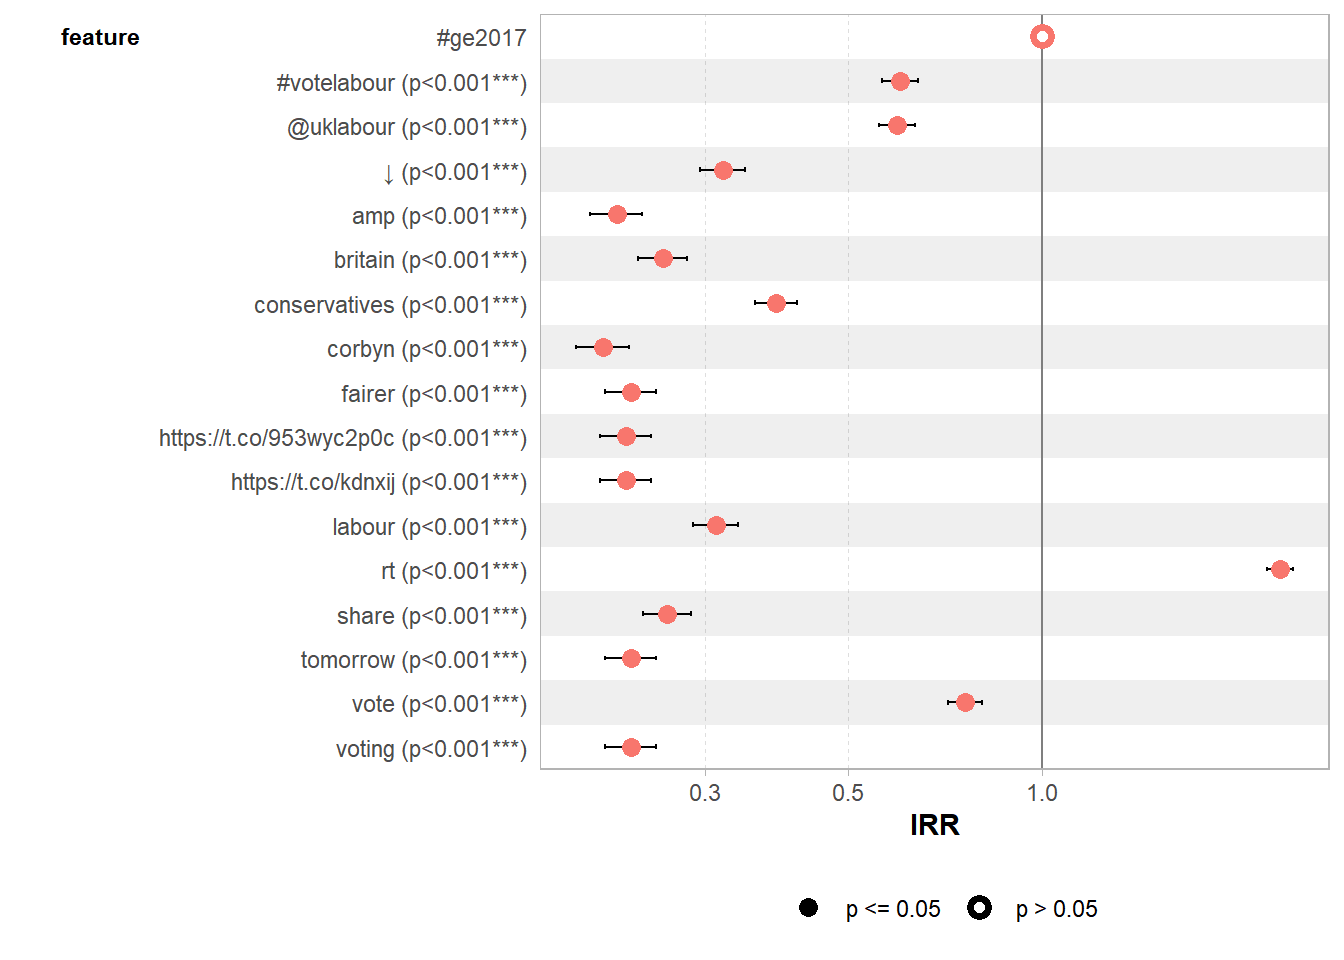 feature
#ge2017
#votelabour (p<0.001***)
@uklabour (p<0.001***)
↓ (p<0.001***)
amp (p<0.001***)
britain (p<0.001***)
conservatives (p<0.001***)
corbyn (p<0.001***)
fairer (p<0.001***)
https://t.co/953wyc2p0c (p<0.001***)
https://t.co/kdnxij (p<0.001***)
labour (p<0.001***)
rt (p<0.001***)
share (p<0.001***)
tomorrow (p<0.001***)
vote (p<0.001***)
voting (p<0.001***)
0.3 0.5 1.0
IRR
p <= 0.05 p > 0.05